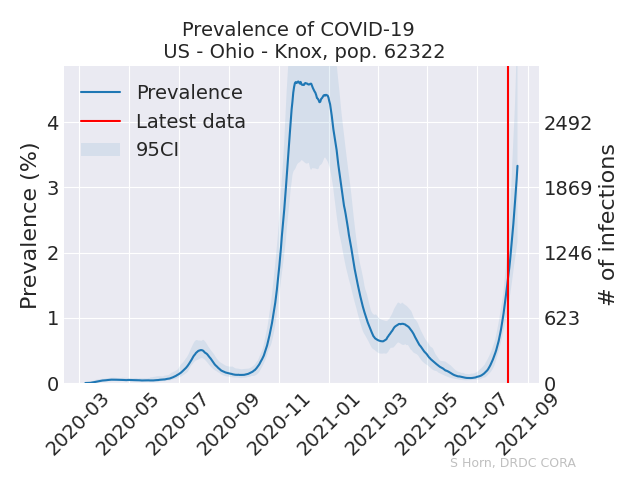 Prevalence of COVID-19
US - Ohio - Knox, pop. 62322
Prevalence
Latest data
95CI
Prevalence (%)
4
3
2
1
0
# of infections
2492
1869
1246
623
0
2020-03
2020-05
2020-07
2020-09
2020-11
2021-01
2021-03
2021-05
2021-07
2021-09
S Horn, DRDC CORA